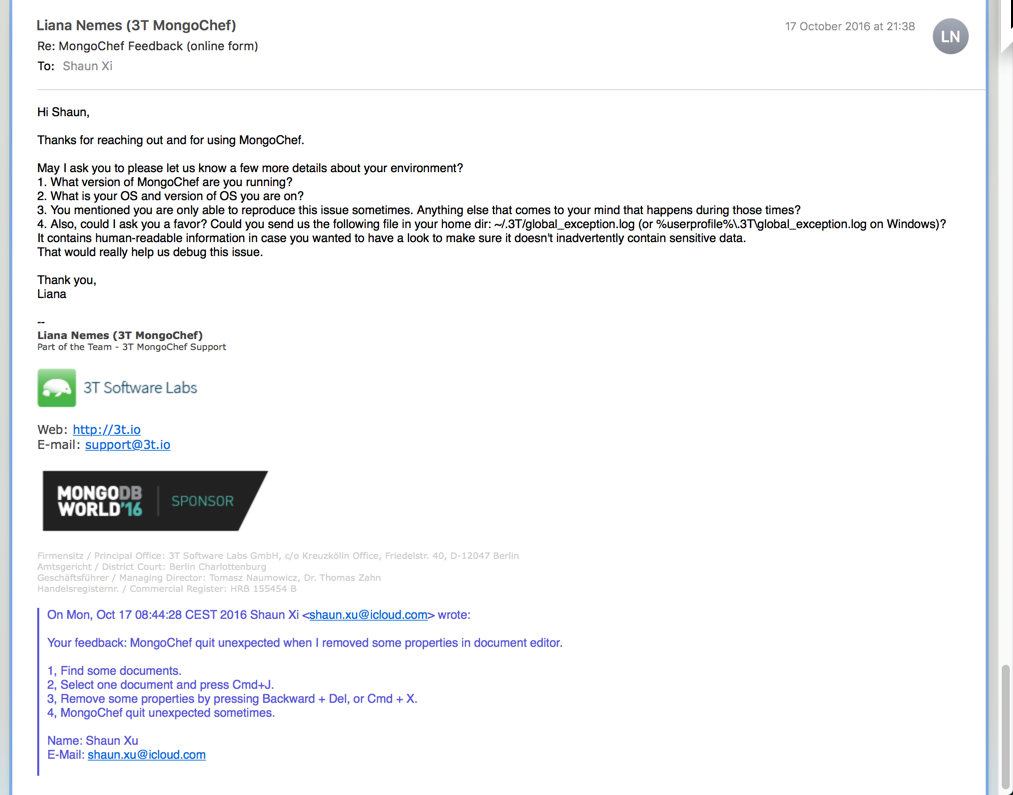 Liana Nemes (3T MongoChef)
17 October 2016 at 21:38
LN
Re: MongoChef Feedback (online form)
To: Shaun Xi
Hi Shaun,
Thanks for reaching out and for using MongoChef.
May I ask you to please let us know a few more details about your environment?
1. What version of MongoChef are you running?
2. What is your OS and version of OS you are on?
3. You mentioned you are only able to reproduce this issue sometimes. Anything else that comes to your mind that happens during those times?
4. Also, could I ask you a favor? Could you send us the following file in your home dir: ~/.3T/global_exception.log (or %userprofile%\.3T\global_exception.log on Windows)?
It contains human-readable information in case you wanted to have a look to make sure it doesn't inadvertently contain sensitive data.
That would really help us debug this issue.
Thank you,
Liana
--
Liana Nemes (3T MongoChef)
Part of the Team - 3T MongoChef Support
3T Software Labs
Web: http://3t.io
E-mail: support@3t.io
MONGODB
WORLD'16
SPONSOR
Firmensitz / Principal Office: 3T Software Labs GmbH, c/o Kreuzkölln Office, Friedelstr. 40, D-12047 Berlin
Amtsgericht / District Court: Berlin Charlottenburg
Geschäftsführer / Managing Director: Tomasz Naumowicz, Dr. Thomas Zahn
Handelsregisternr. / Commercial Register: HRB 155454 B
On Mon, Oct 17 08:44:28 CEST 2016 Shaun Xi <shaun.xu@icloud.com> wrote:
Your feedback: MongoChef quit unexpected when I removed some properties in document editor.
1, Find some documents.
2, Select one document and press Cmd+J.
3, Remove some properties by pressing Backward + Del, or Cmd + X.
4, MongoChef quit unexpected sometimes.
Name: Shaun Xu
E-Mail: shaun.xu@icloud.com